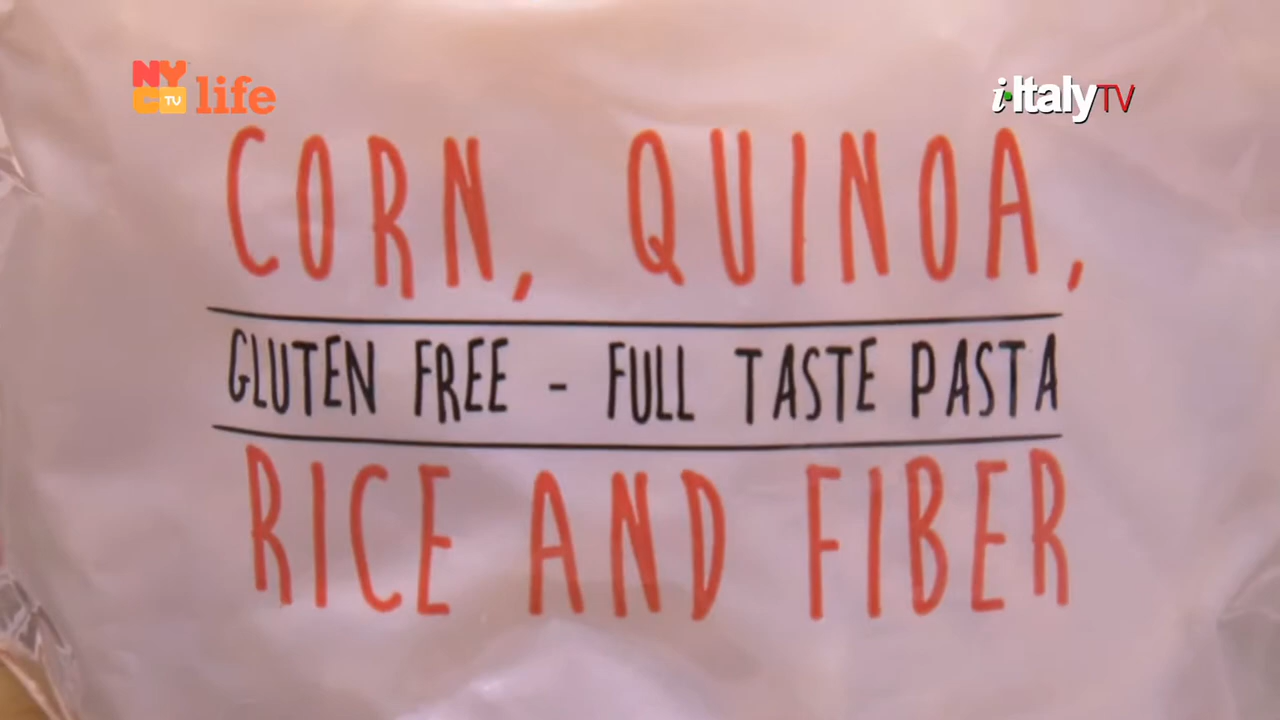 NYC TV life
i-ItalyTV
CORN, QUINOA,
GLUTEN FREE - FULL TASTE PASTA
RICE AND FIBER